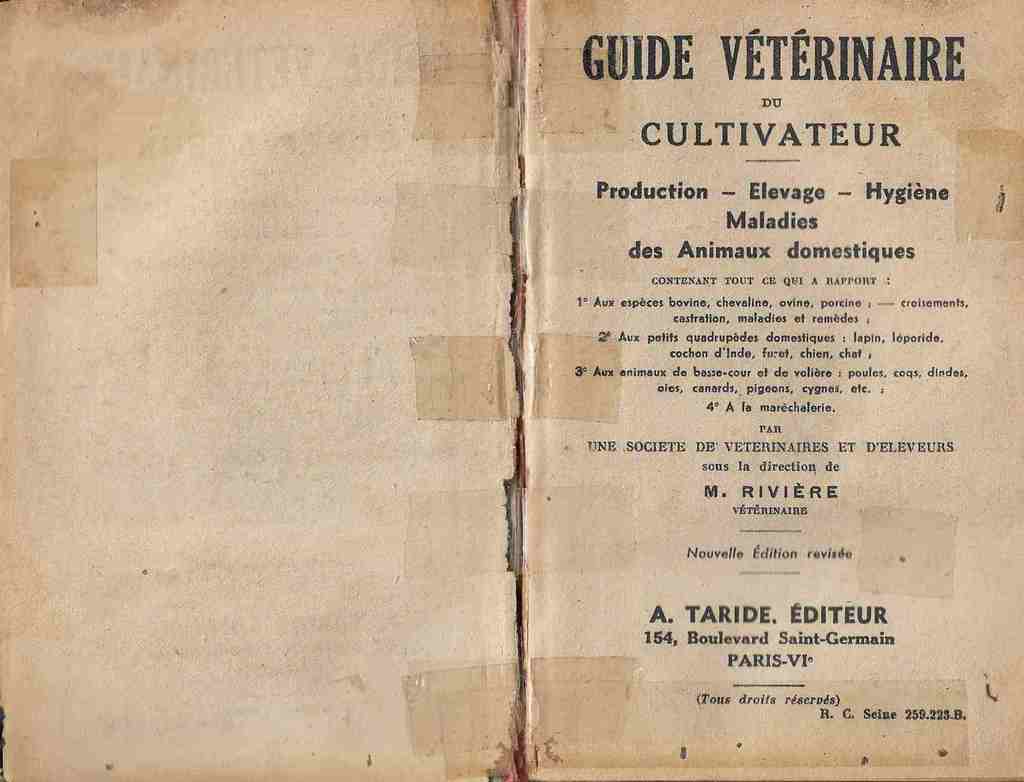 GUIDE VÉTÉRINAIRE
DU
CULTIVATEUR
Production – Elevage – Hygiène
Maladies
des Animaux domestiques
CONTENANT TOUT CE QUI A RAPPORT :
1° Aux espèces bovine, chevaline, ovine, porcine ; — croisements,
castration, maladies et remèdes ;
2° Aux petits quadrupèdes domestiques : lapin, léporide,
cochon d'Inde, furet, chien, chat ;
3° Aux animaux de basse-cour et de volière : poules, coqs, dindes,
oies, canards, pigeons, cygnes, etc. ;
4° A la maréchalerie.
PAR
UNE SOCIETE DE VETERINAIRES ET D'ELEVEURS
sous la direction de
M. RIVIÈRE
VÉTÉRINAIRE
Nouvelle Édition revisée
A. TARIDE. ÉDITEUR
154, Boulevard Saint-Germain
PARIS-VIe
(Tous droits réservés)
R. C. Seine 259.223.B.